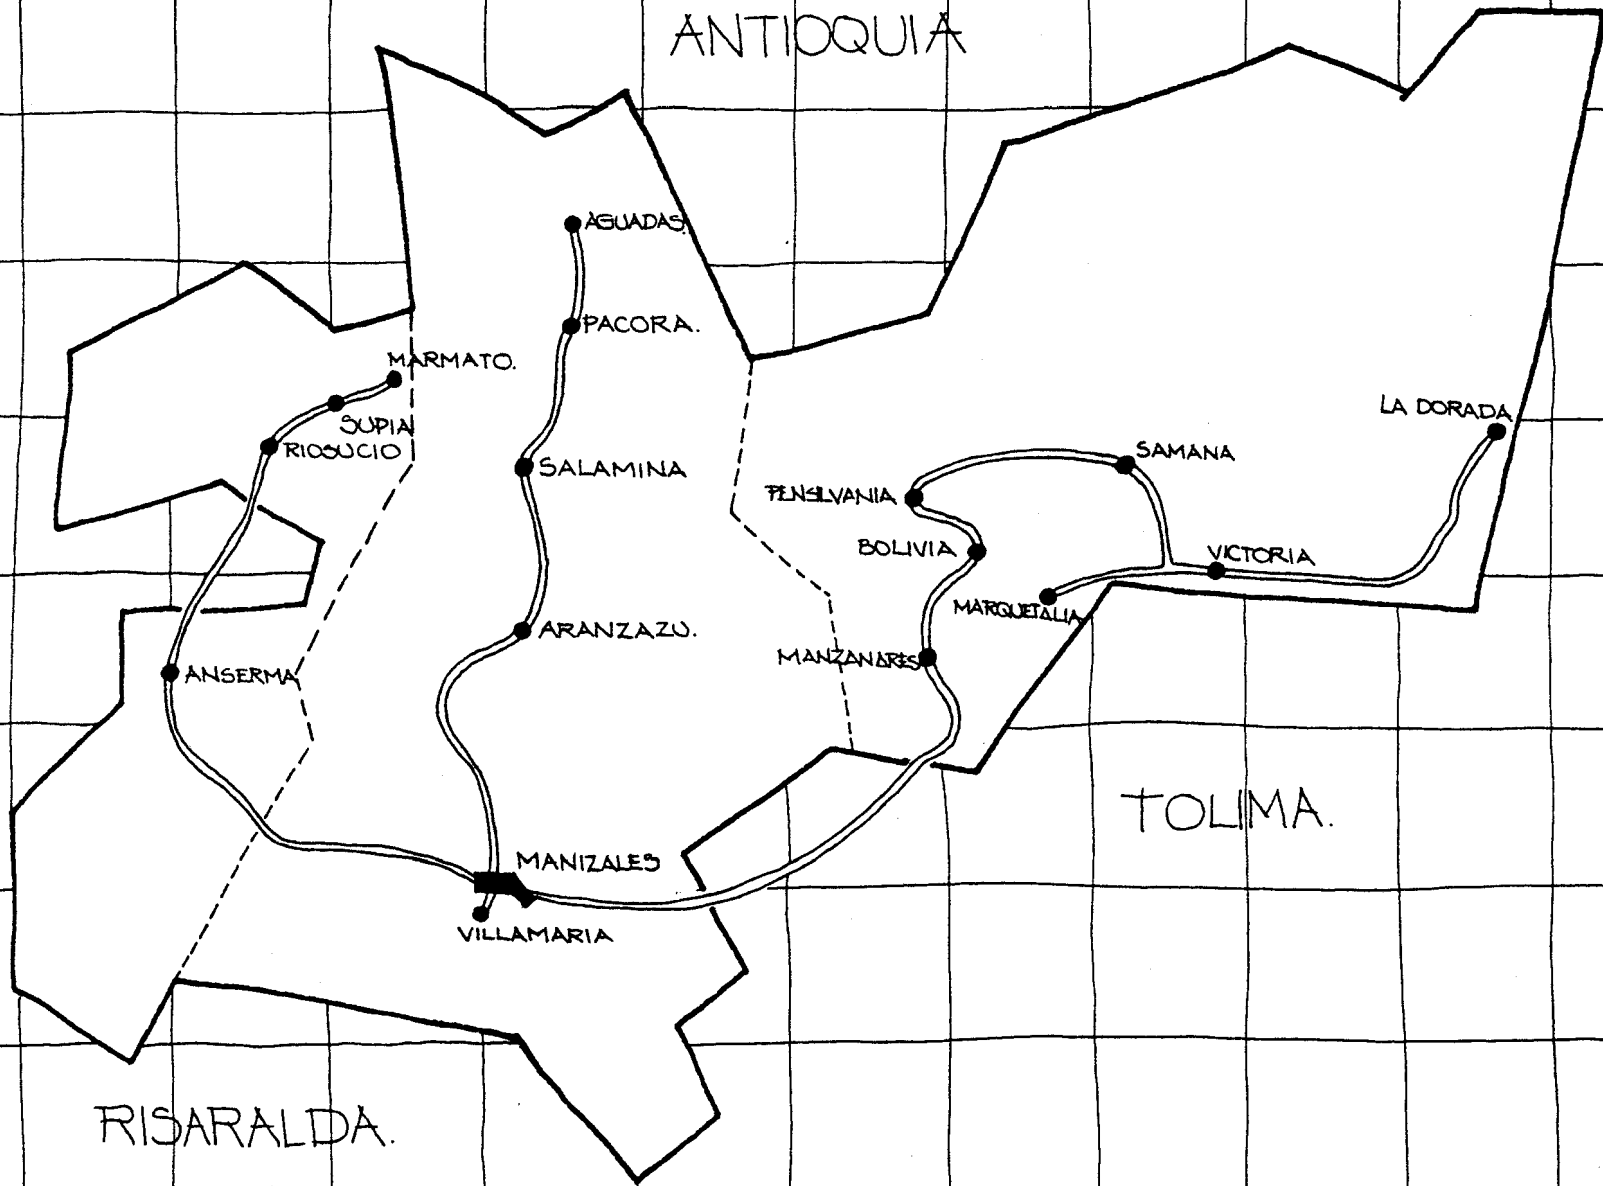 ANTIOQUIA
AGUADAS.
PACORA.
MARMATO.
SUPIA
RIOSUCIO
SALAMINA
LA DORADA
SAMANA
PENSILVANIA
BOLIVIA
VICTORIA
MARQUETALIA
ARANZAZU.
MANZANARES
ANSERMA
TOLIMA.
MANIZALES
VILLAMARIA
RISARALDA.